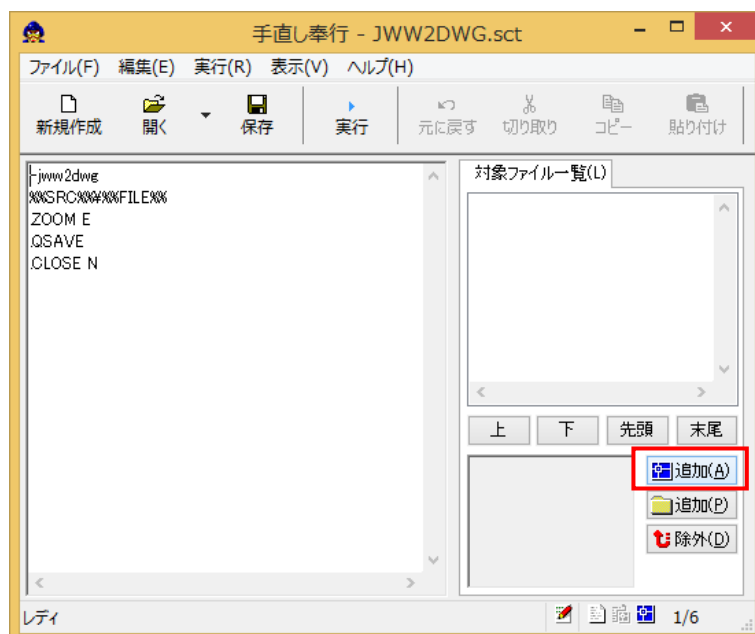 手直し奉行 - JWW2DWG.sct
ファイル(F) 編集(E) 実行(R) 表示(V) ヘルプ(H)
新規作成 開く 保存 実行 元に戻す 切り取り コピー 貼り付け
-jww2dwg
%%SRC%%¥%%FILE%%
.ZOOM E
.QSAVE
.CLOSE N
対象ファイル一覧(L)
上 下 先頭 末尾
追加(A)
追加(P)
除外(D)
レディ 1/6